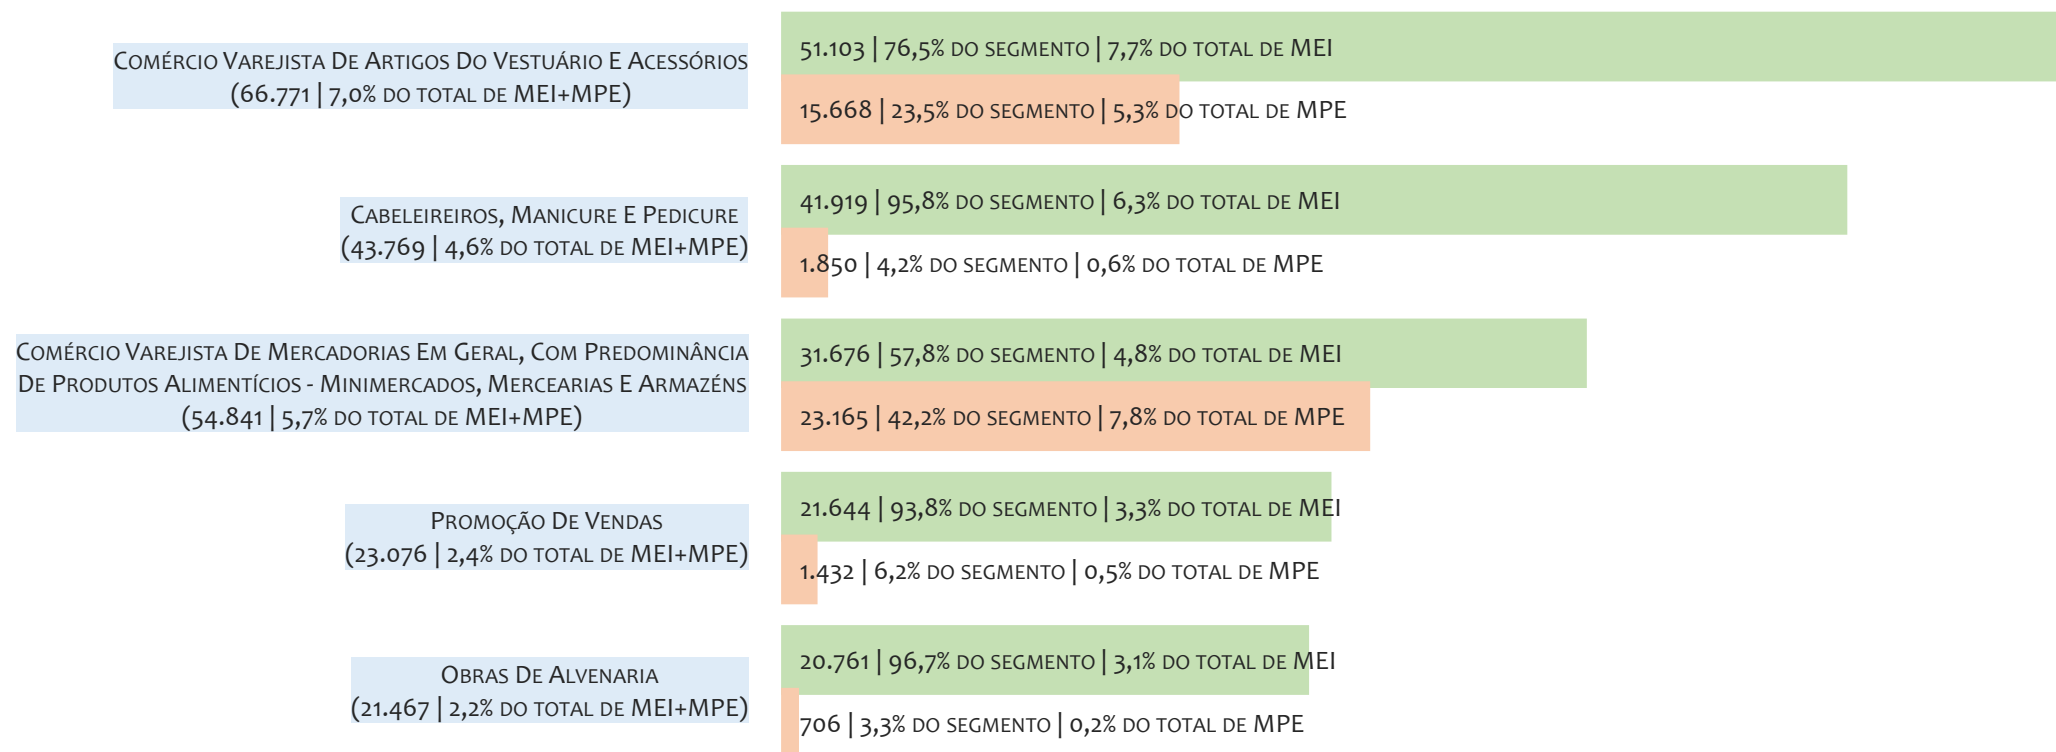 Comércio Varejista De Artigos Do Vestuário E Acessórios
(66.771 | 7,0% do total de MEI+MPE)
51.103 | 76,5% do segmento | 7,7% do total de MEI
15.668 | 23,5% do segmento | 5,3% do total de MPE
Cabeleireiros, Manicure E Pedicure
(43.769 | 4,6% do total de MEI+MPE)
41.919 | 95,8% do segmento | 6,3% do total de MEI
1.850 | 4,2% do segmento | 0,6% do total de MPE
Comércio Varejista De Mercadorias Em Geral, Com Predominância
De Produtos Alimentícios - Minimercados, Mercearias E Armazéns
(54.841 | 5,7% do total de MEI+MPE)
31.676 | 57,8% do segmento | 4,8% do total de MEI
23.165 | 42,2% do segmento | 7,8% do total de MPE
Promoção De Vendas
(23.076 | 2,4% do total de MEI+MPE)
21.644 | 93,8% do segmento | 3,3% do total de MEI
1.432 | 6,2% do segmento | 0,5% do total de MPE
Obras De Alvenaria
(21.467 | 2,2% do total de MEI+MPE)
20.761 | 96,7% do segmento | 3,1% do total de MEI
706 | 3,3% do segmento | 0,2% do total de MPE